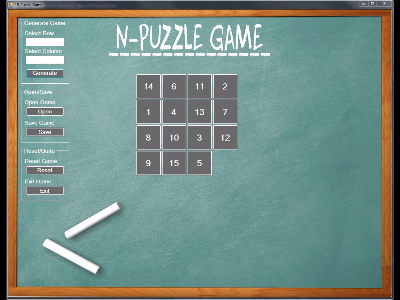 Generate Game
Select Row
Select Column
Generate
Open/Save
Open Game
Open
Save Game
Save
Reset/Quite
Reset Game
Reset
Exit Game
Exit
N-PUZZLE GAME
14 6 11 2
1 4 13 7
8 10 3 12
9 15 5